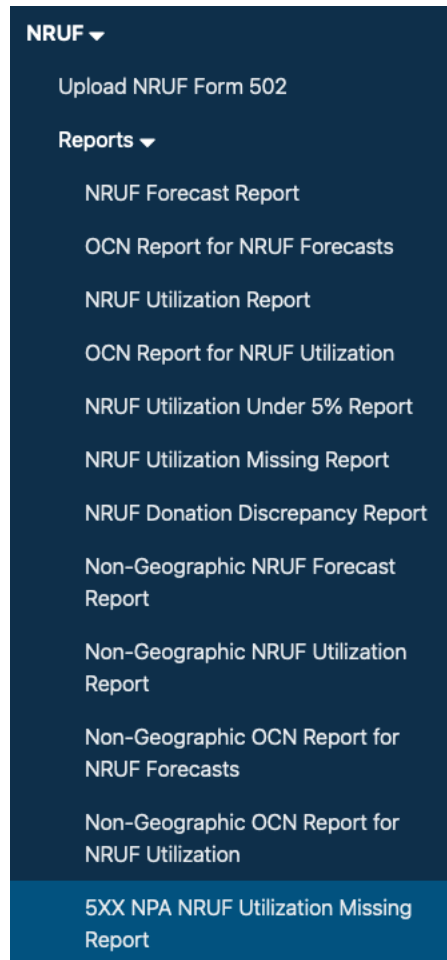 NRUF
Upload NRUF Form 502
Reports
NRUF Forecast Report
OCN Report for NRUF Forecasts
NRUF Utilization Report
OCN Report for NRUF Utilization
NRUF Utilization Under 5% Report
NRUF Utilization Missing Report
NRUF Donation Discrepancy Report
Non-Geographic NRUF Forecast
Report
Non-Geographic NRUF Utilization
Report
Non-Geographic OCN Report for
NRUF Forecasts
Non-Geographic OCN Report for
NRUF Utilization
5XX NPA NRUF Utilization Missing
Report